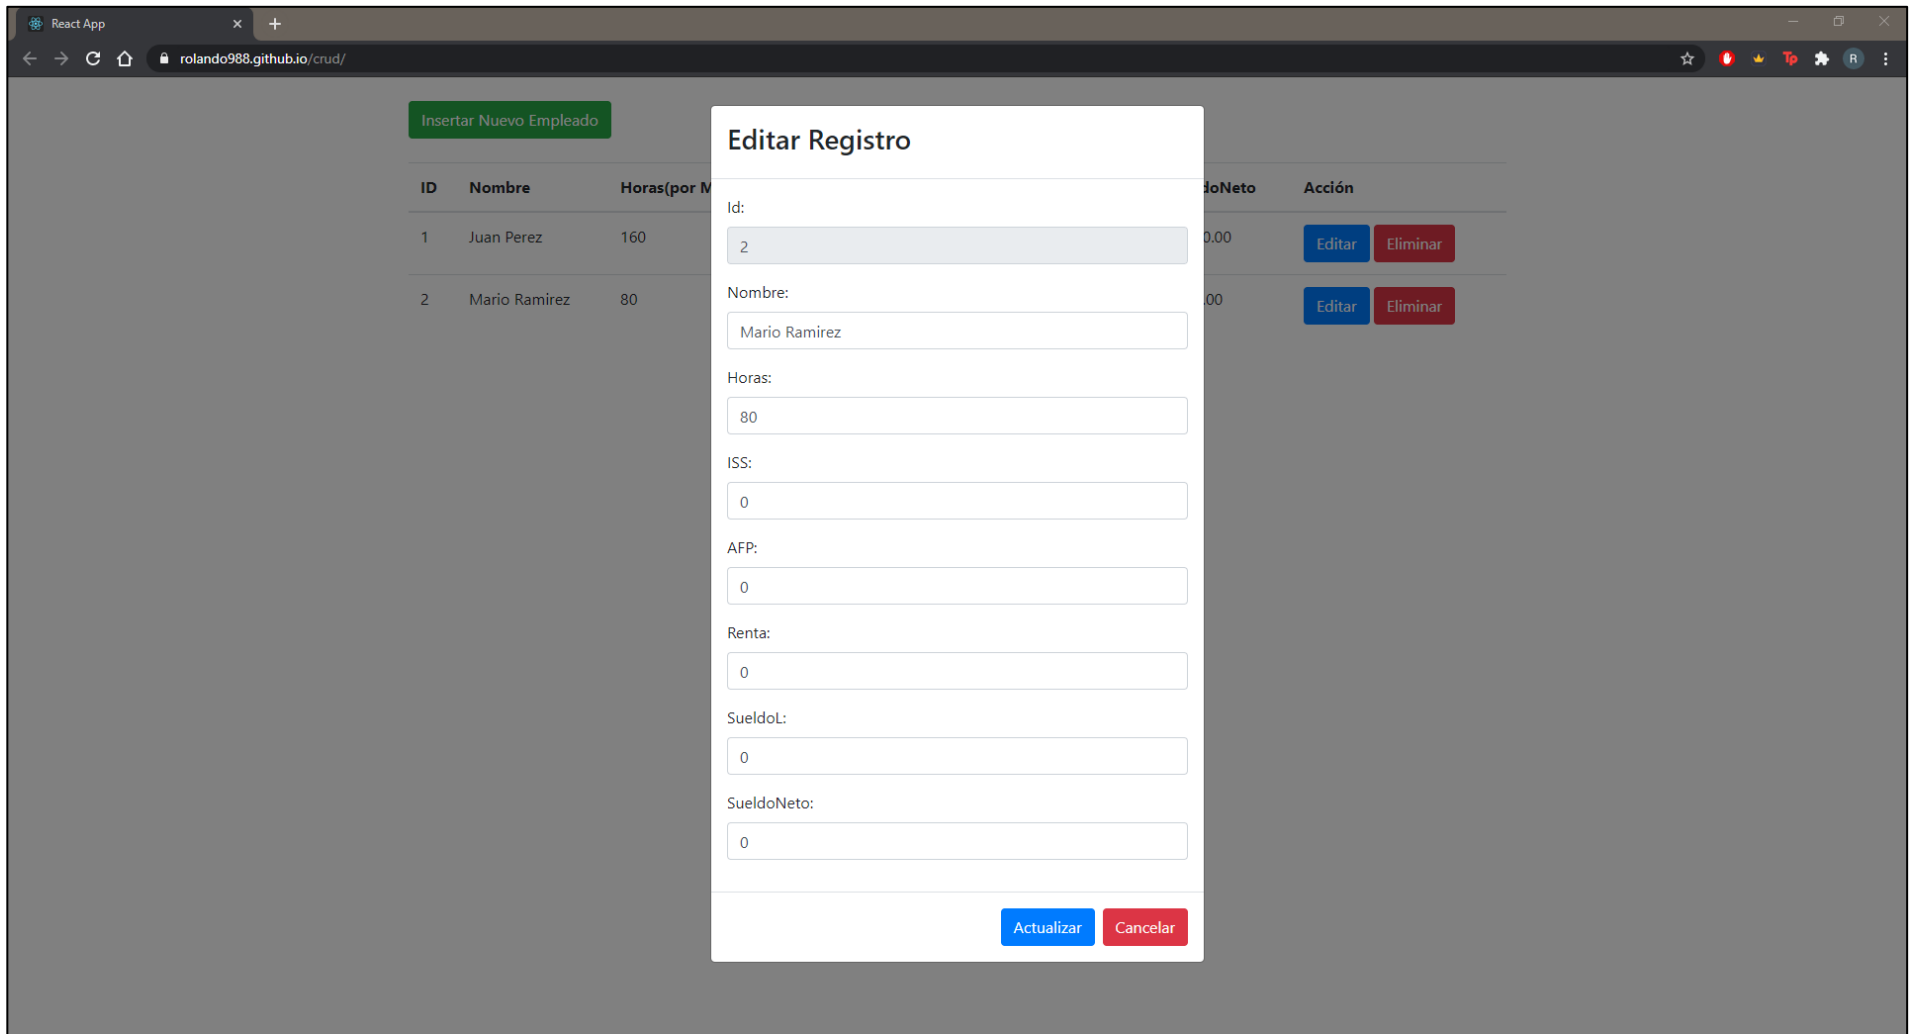 React App
rolando988.github.io/crud/
Tp
R
Insertar Nuevo Empleado
ID Nombre Horas(por M doNeto Acción
1 Juan Perez 160 0.00 Editar Eliminar
2 Mario Ramirez 80 .00 Editar Eliminar
Editar Registro
Id:
2
Nombre:
Mario Ramirez
Horas:
80
ISS:
0
AFP:
0
Renta:
0
SueldoL:
0
SueldoNeto:
0
Actualizar Cancelar